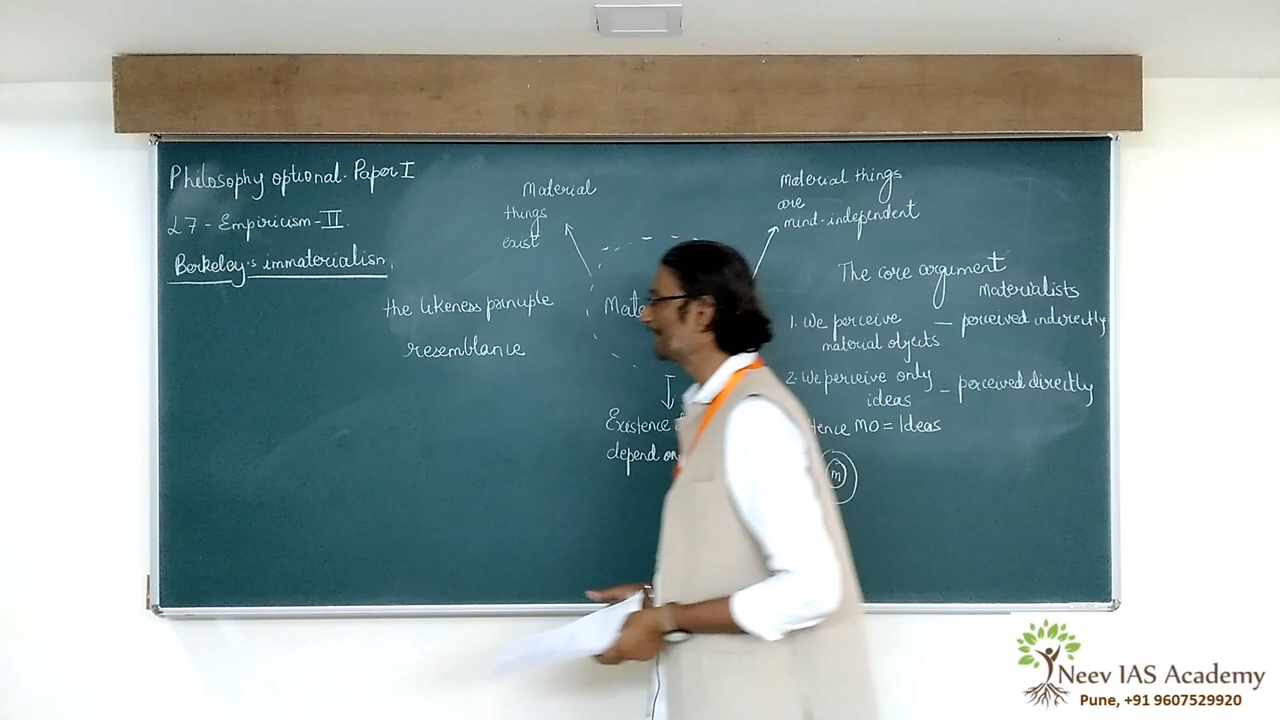 Philosophy optional - Paper I
L7 - Empiricism - II
Berkeley's immaterialism
Material
things
exist
Material things
are
mind-independent
the likeness principle
resemblance
Existence
depend on
The core argument
Materialists
1. We perceive
material objects
— perceived indirectly
2. We perceive only
ideas
– perceived directly
Hence MO = Ideas
m
Neev IAS Academy
Pune, +91 9607529920